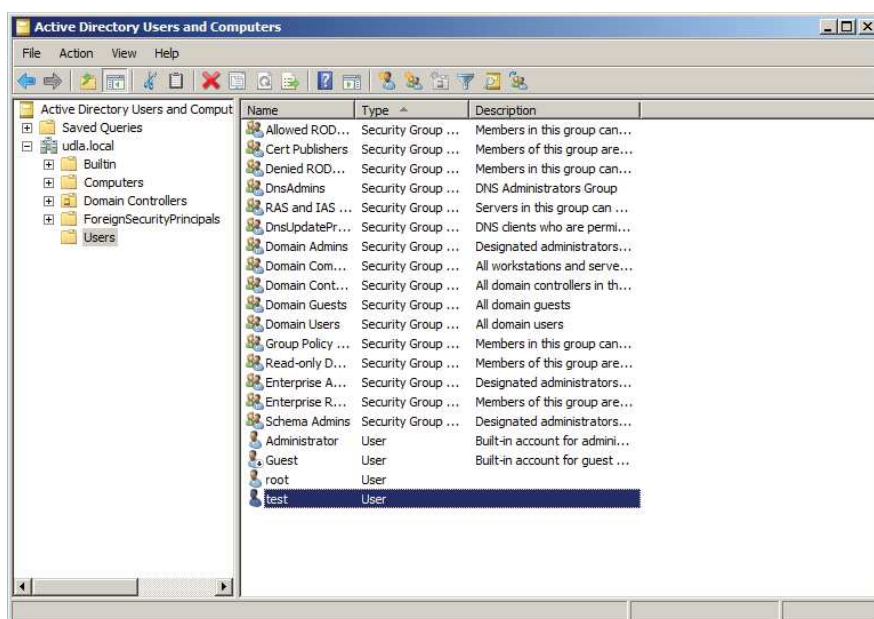 Active Directory Users and Computers
File Action View Help
Active Directory Users and Comput
Saved Queries
udla.local
Builtin
Computers
Domain Controllers
ForeignSecurityPrincipals
Users
Name Type Description
Allowed ROD... Security Group ... Members in this group can...
Cert Publishers Security Group ... Members of this group are...
Denied ROD... Security Group ... Members in this group can...
DnsAdmins Security Group ... DNS Administrators Group
RAS and IAS ... Security Group ... Servers in this group can ...
DnsUpdatePr... Security Group ... DNS clients who are permi...
Domain Admins Security Group ... Designated administrators...
Domain Com... Security Group ... All workstations and serve...
Domain Cont... Security Group ... All domain controllers in th...
Domain Guests Security Group ... All domain guests
Domain Users Security Group ... All domain users
Group Policy ... Security Group ... Members in this group can...
Read-only D... Security Group ... Members of this group are...
Enterprise A... Security Group ... Designated administrators...
Enterprise R... Security Group ... Members of this group are...
Schema Admins Security Group ... Designated administrators...
Administrator User Built-in account for admini...
Guest User Built-in account for guest ...
root User
test User